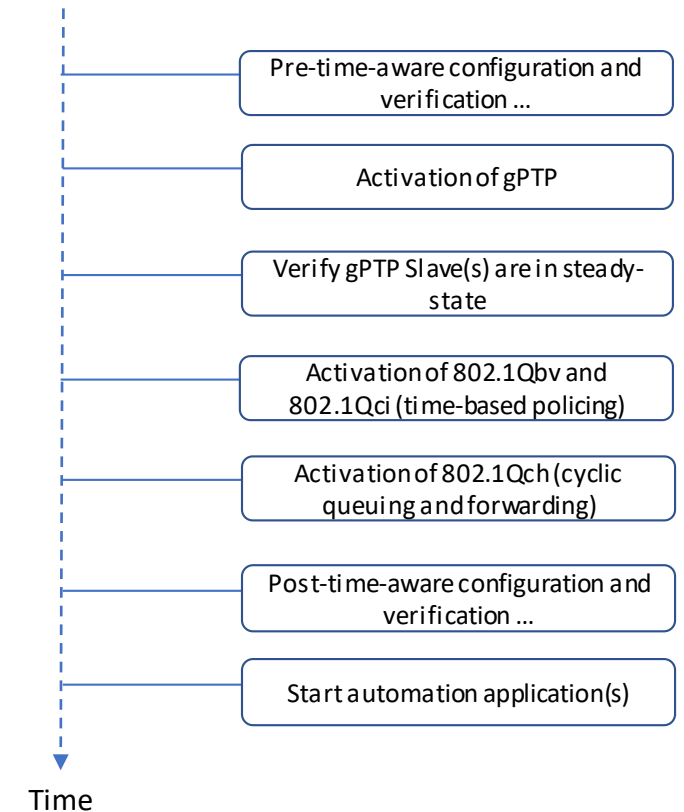 Pre-time-aware configuration and
verification ...
Activation of gPTP
Verify gPTP Slave(s) are in steady-
state
Activation of 802.1Qbv and
802.1Qci (time-based policing)
Activation of 802.1Qch (cyclic
queuing and forwarding)
Post-time-aware configuration and
verification ...
Start automation application(s)
Time